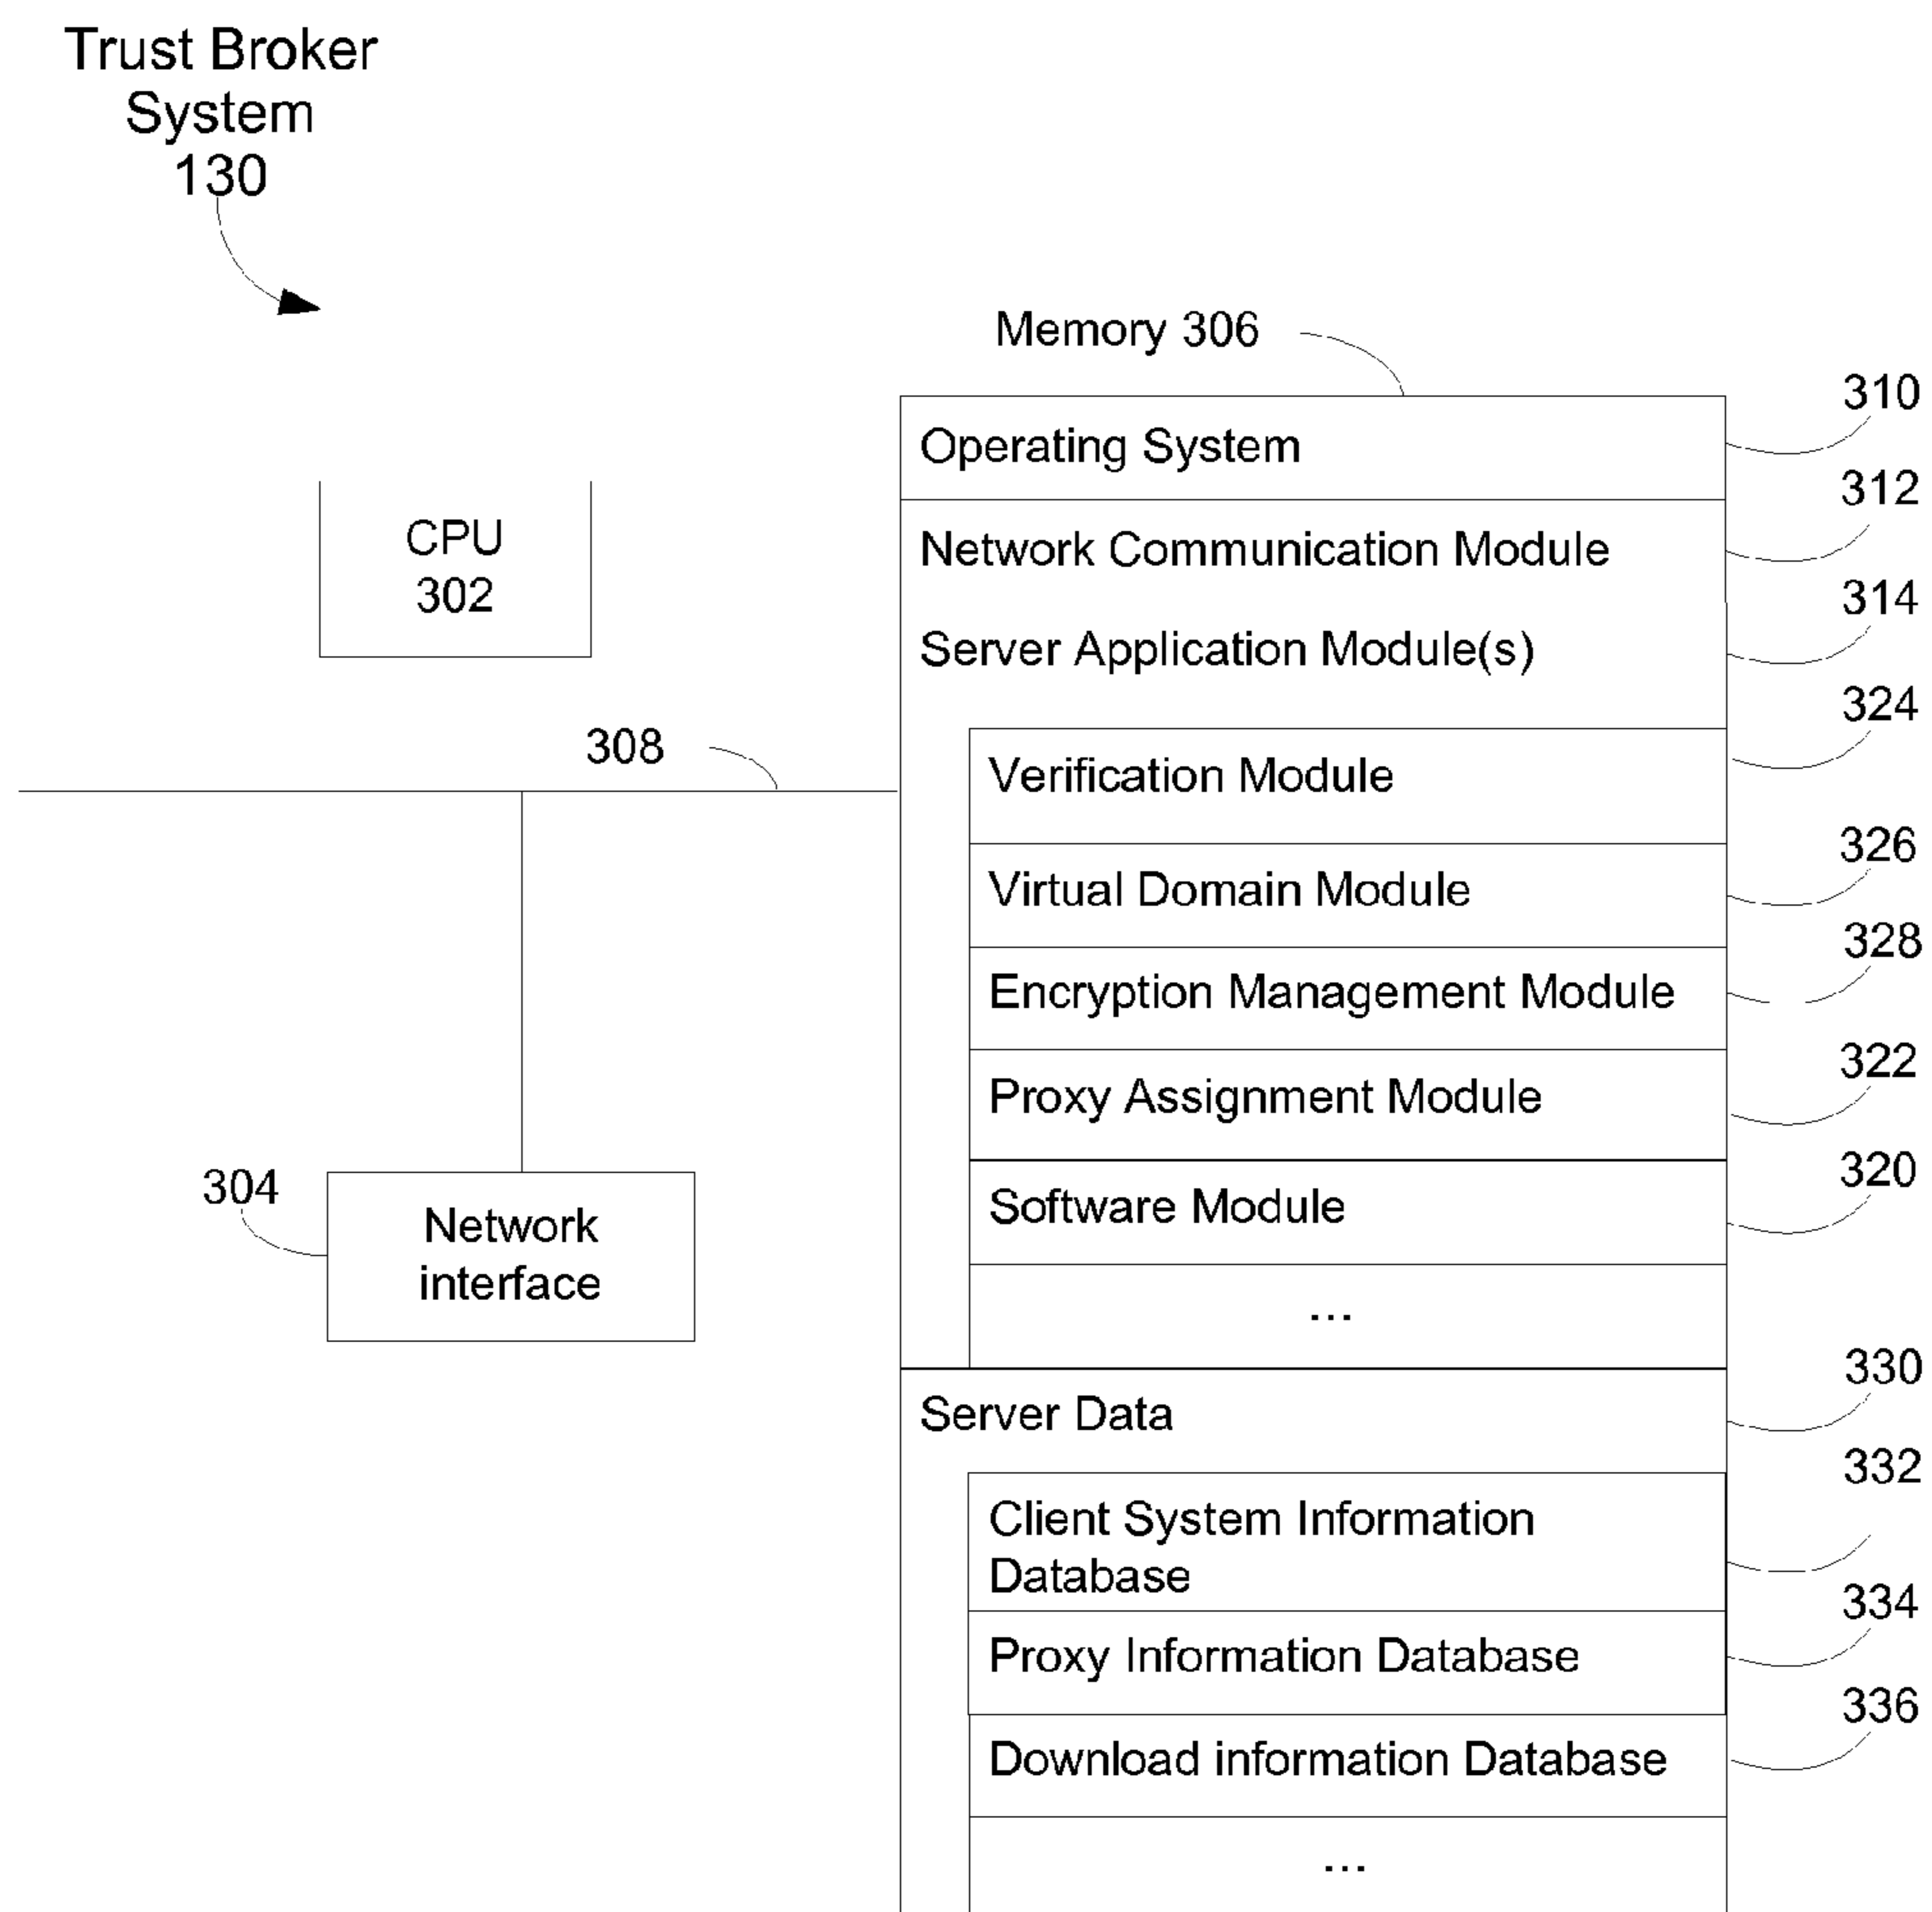 Trust Broker
System
130
Memory 306
310
Operating System
312
Network Communication Module
CPU
302
314
Server Application Module(s)
324
308
Verification Module
326
Virtual Domain Module
328
Encryption Management Module
322
Proxy Assignment Module
320
304
Software Module
Network
interface
...
330
Server Data
332
Client System Information
Database
334
Proxy Information Database
336
Download information Database
...